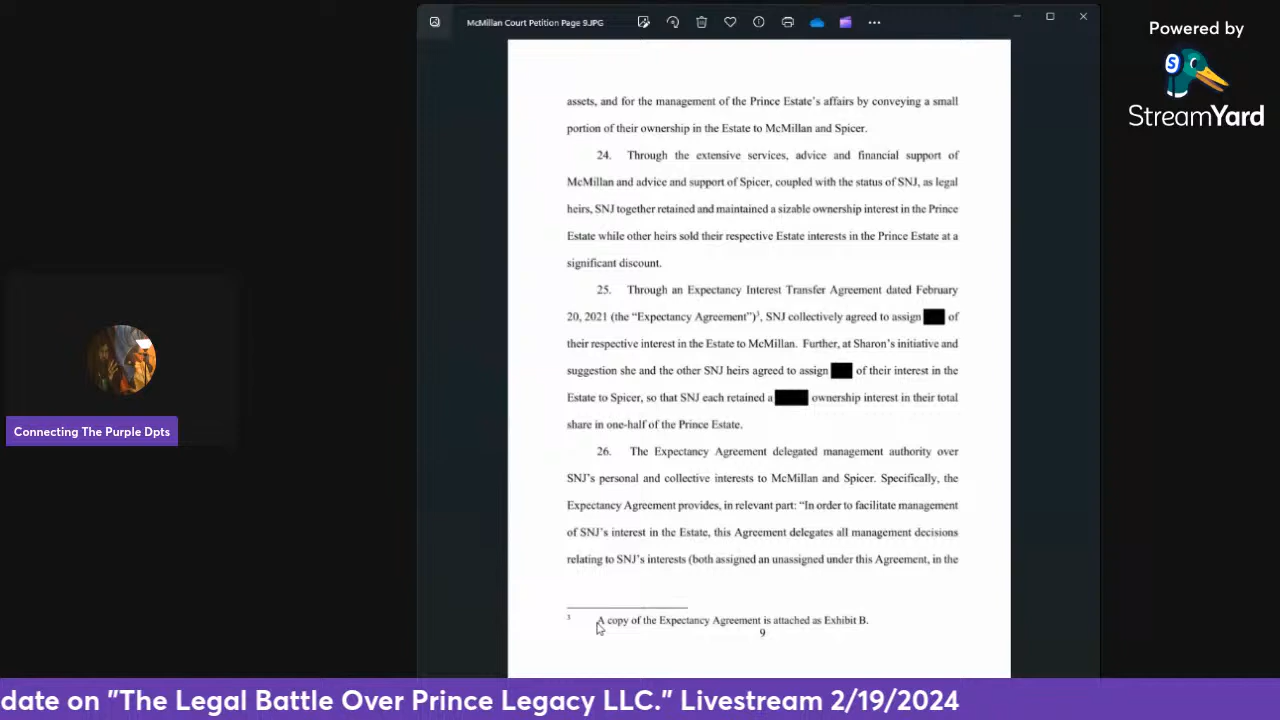 McMillan Court Petition Page 9.JPG
Powered by
S
StreamYard
assets, and for the management of the Prince Estate's affairs by conveying a small
portion of their ownership in the Estate to McMillan and Spicer.
24. Through the extensive services, advice and financial support of
McMillan and advice and support of Spicer, coupled with the status of SNJ, as legal
heirs, SNJ together retained and maintained a sizable ownership interest in the Prince
Estate while other heirs sold their respective Estate interests in the Prince Estate at a
significant discount.
25. Through an Expectancy Interest Transfer Agreement dated February
20, 2021 (the “Expectancy Agreement”)³, SNJ collectively agreed to assign of
their respective interest in the Estate to McMillan. Further, at Sharon's initiative and
suggestion she and the other SNJ heirs agreed to assign of their interest in the
Estate to Spicer, so that SNJ each retained a ownership interest in their total
share in one-half of the Prince Estate.
26. The Expectancy Agreement delegated management authority over
SNJ's personal and collective interests to McMillan and Spicer. Specifically, the
Expectancy Agreement provides, in relevant part: “In order to facilitate management
of SNJ's interest in the Estate, this Agreement delegates all management decisions
relating to SNJ's interests (both assigned an unassigned under this Agreement, in the
³ A copy of the Expectancy Agreement is attached as Exhibit B.
9
Connecting The Purple Dpts
date on "The Legal Battle Over Prince Legacy LLC." Livestream 2/19/2024